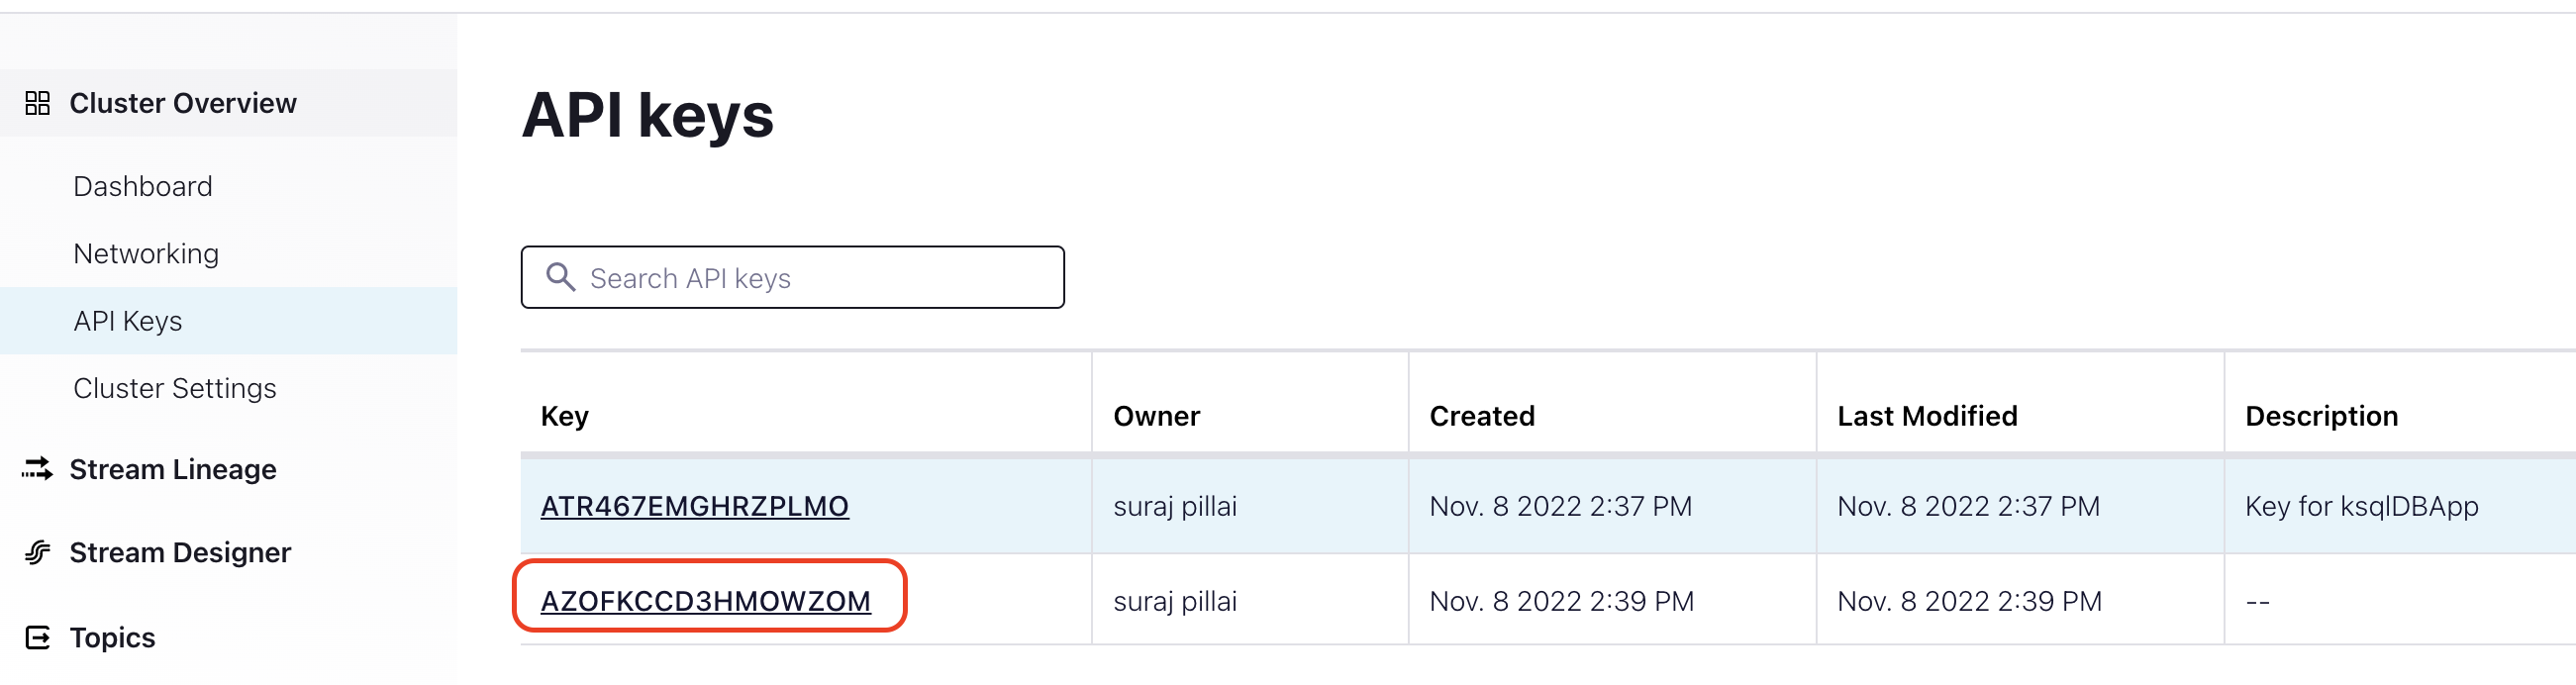 Cluster Overview
Dashboard
Networking
API Keys
Cluster Settings
Stream Lineage
Stream Designer
Topics
API keys
Search API keys
Key Owner Created Last Modified Description
ATR467EMGHRZPLMO suraj pillai Nov. 8 2022 2:37 PM Nov. 8 2022 2:37 PM Key for ksqlDBApp
AZOFKCCD3HMOWZOM suraj pillai Nov. 8 2022 2:39 PM Nov. 8 2022 2:39 PM --